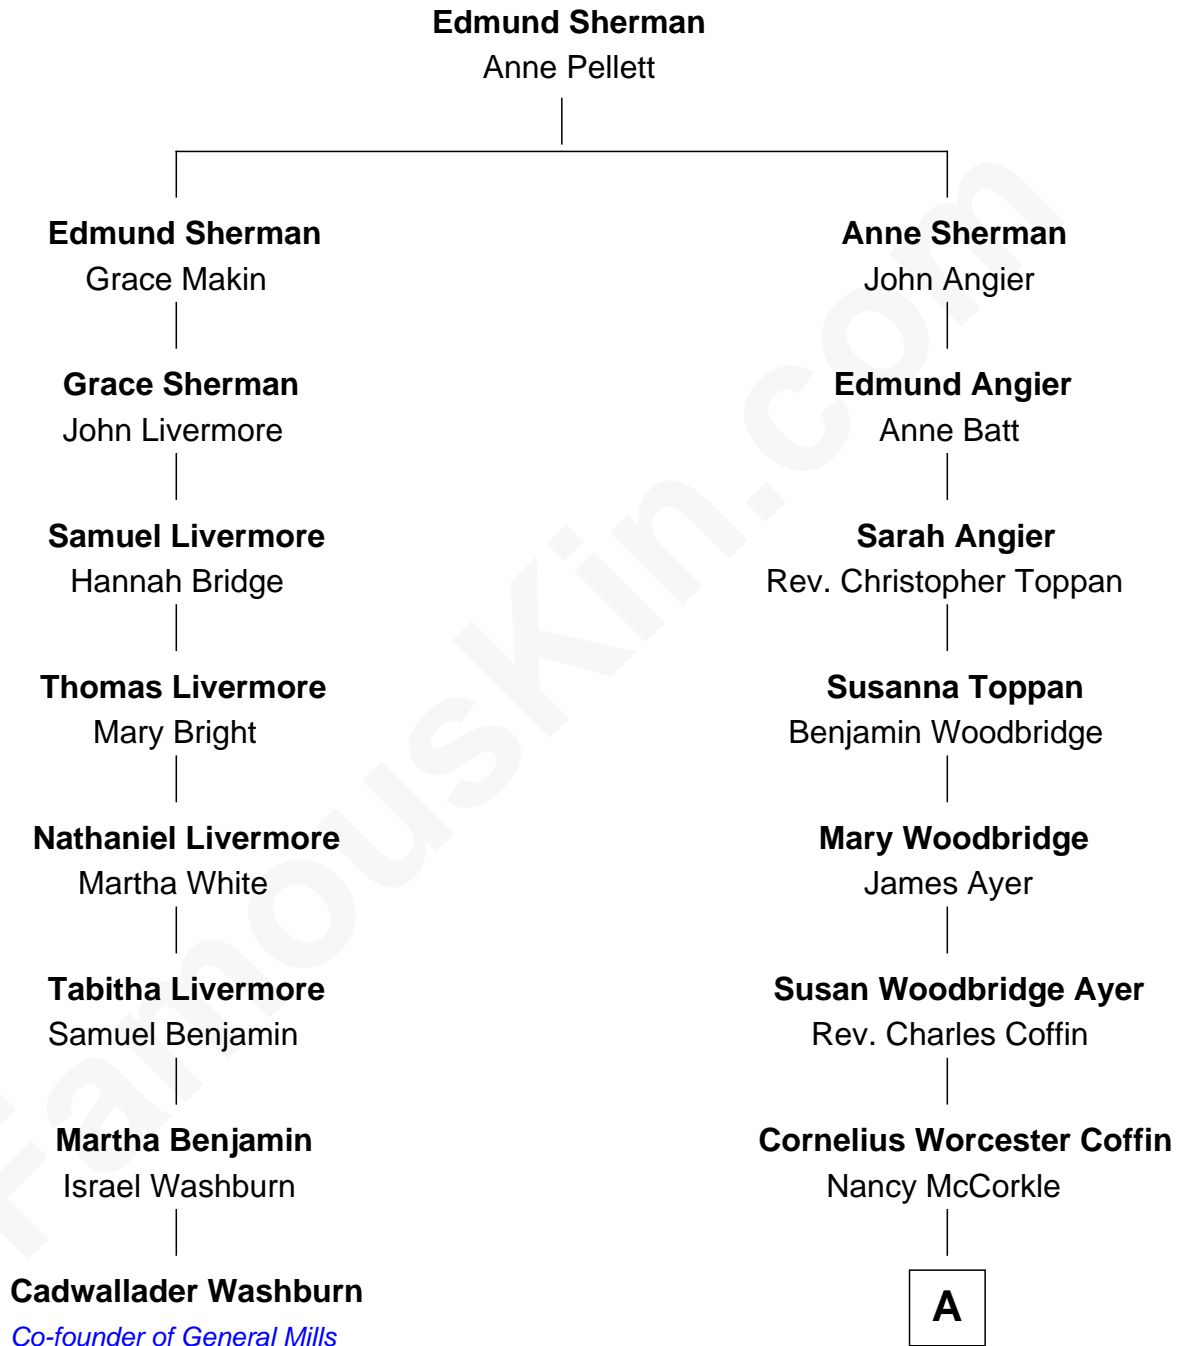 Edmund Sherman
Anne Pellett
Edmund Sherman
Grace Makin
Anne Sherman
John Angier
Grace Sherman
John Livermore
Edmund Angier
Anne Batt
Samuel Livermore
Hannah Bridge
Sarah Angier
Rev. Christopher Toppan
Thomas Livermore
Mary Bright
Susanna Toppan
Benjamin Woodbridge
Nathaniel Livermore
Martha White
Mary Woodbridge
James Ayer
Tabitha Livermore
Samuel Benjamin
Susan Woodbridge Ayer
Rev. Charles Coffin
Martha Benjamin
Israel Washburn
Cornelius Worcester Coffin
Nancy McCorkle
Cadwallader Washburn
Co-founder of General Mills
A
FamousKin.com